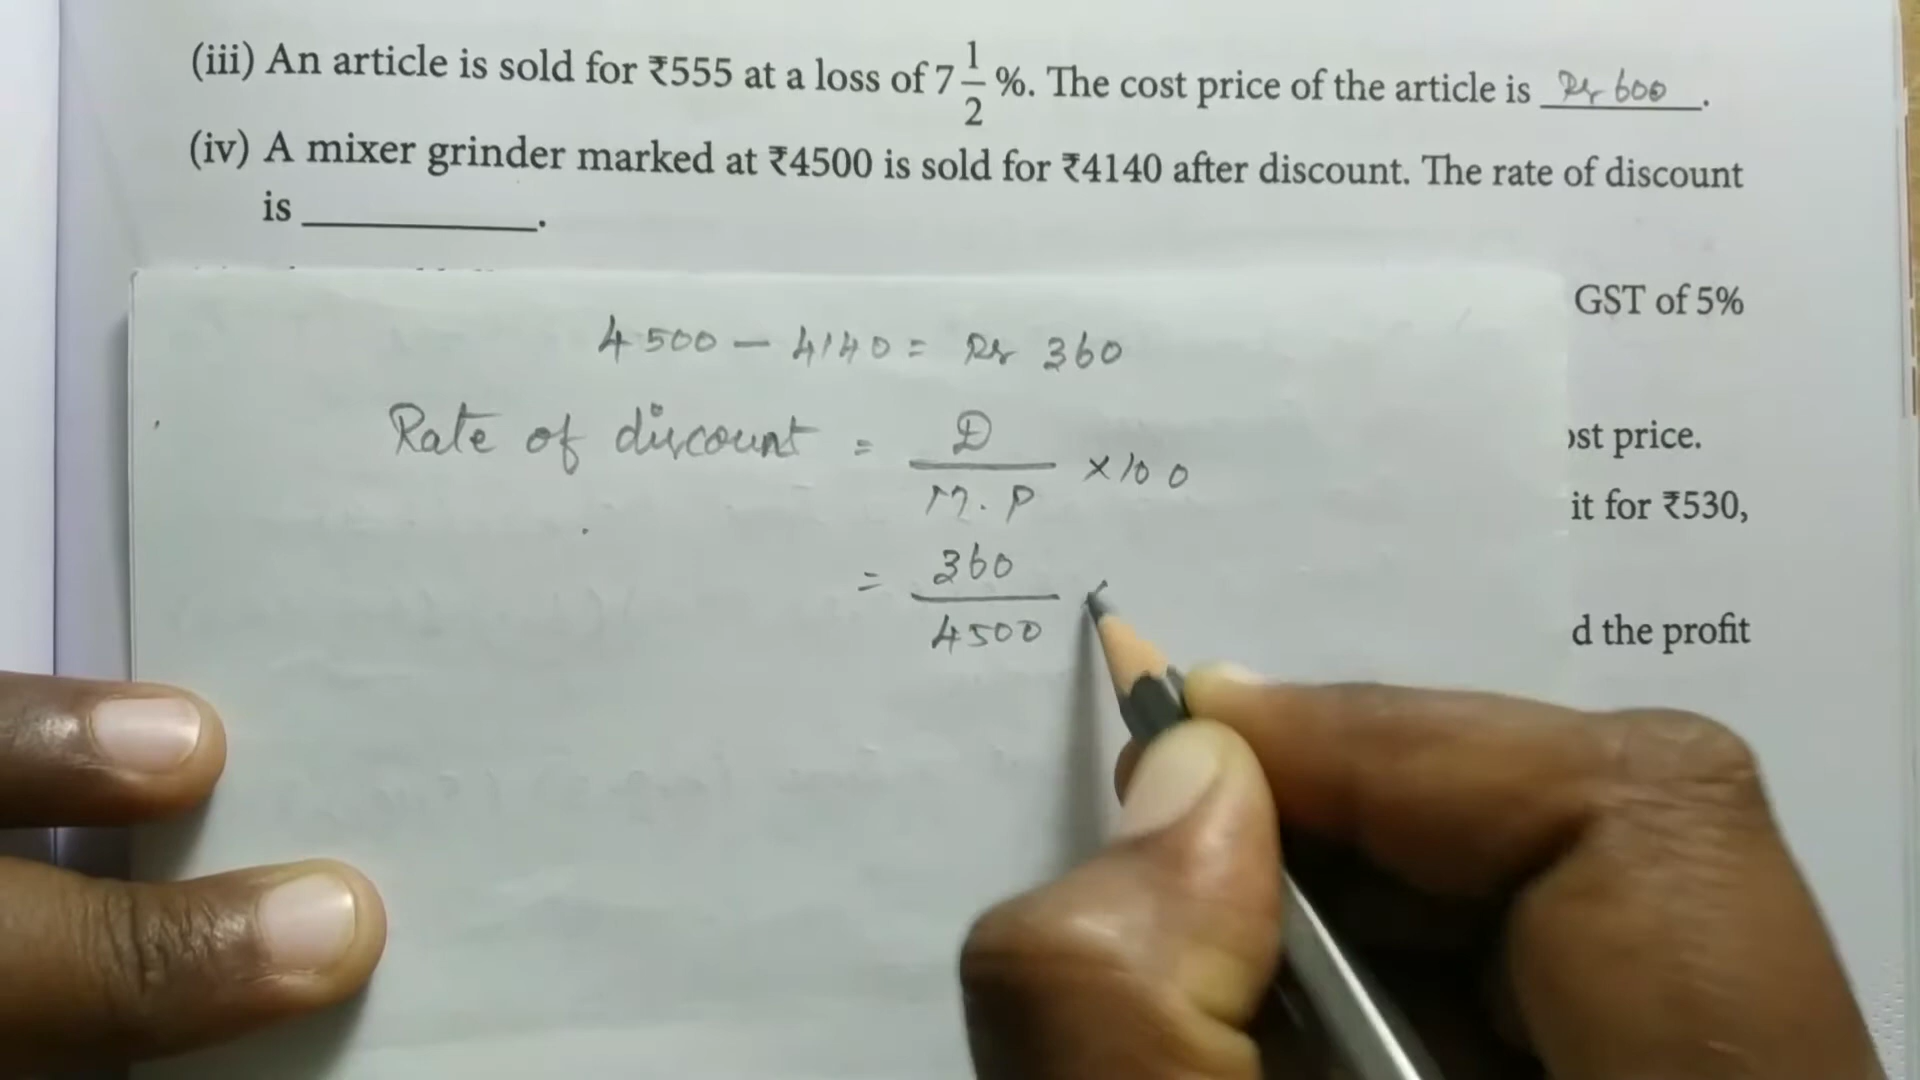 (iii) An article is sold for ₹555 at a loss of 7 1/2 %. The cost price of the article is Rs 600.
(iv) A mixer grinder marked at ₹4500 is sold for ₹4140 after discount. The rate of discount
is ____________.
GST of 5%
4500 – 4140 = Rs 360
Rate of discount = D/M.P ×100
ost price.
it for ₹530,
= 360/4500
d the profit